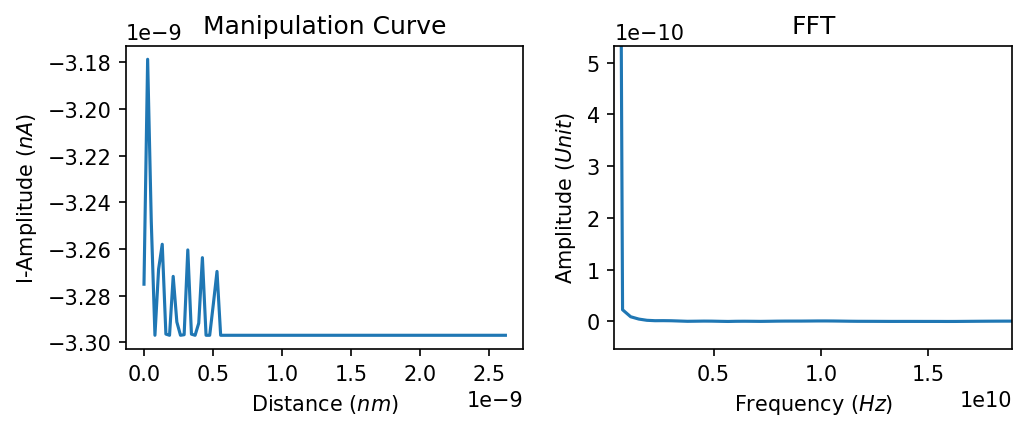 Manipulation Curve
1e−9
−3.18
−3.20
−3.22
−3.24
−3.26
−3.28
−3.30
I-Amplitude (nA)
0.0 0.5 1.0 1.5 2.0 2.5
Distance (nm)
1e−9
FFT
1e−10
5
4
3
2
1
0
Amplitude (Unit)
0.5 1.0 1.5
Frequency (Hz)
1e10